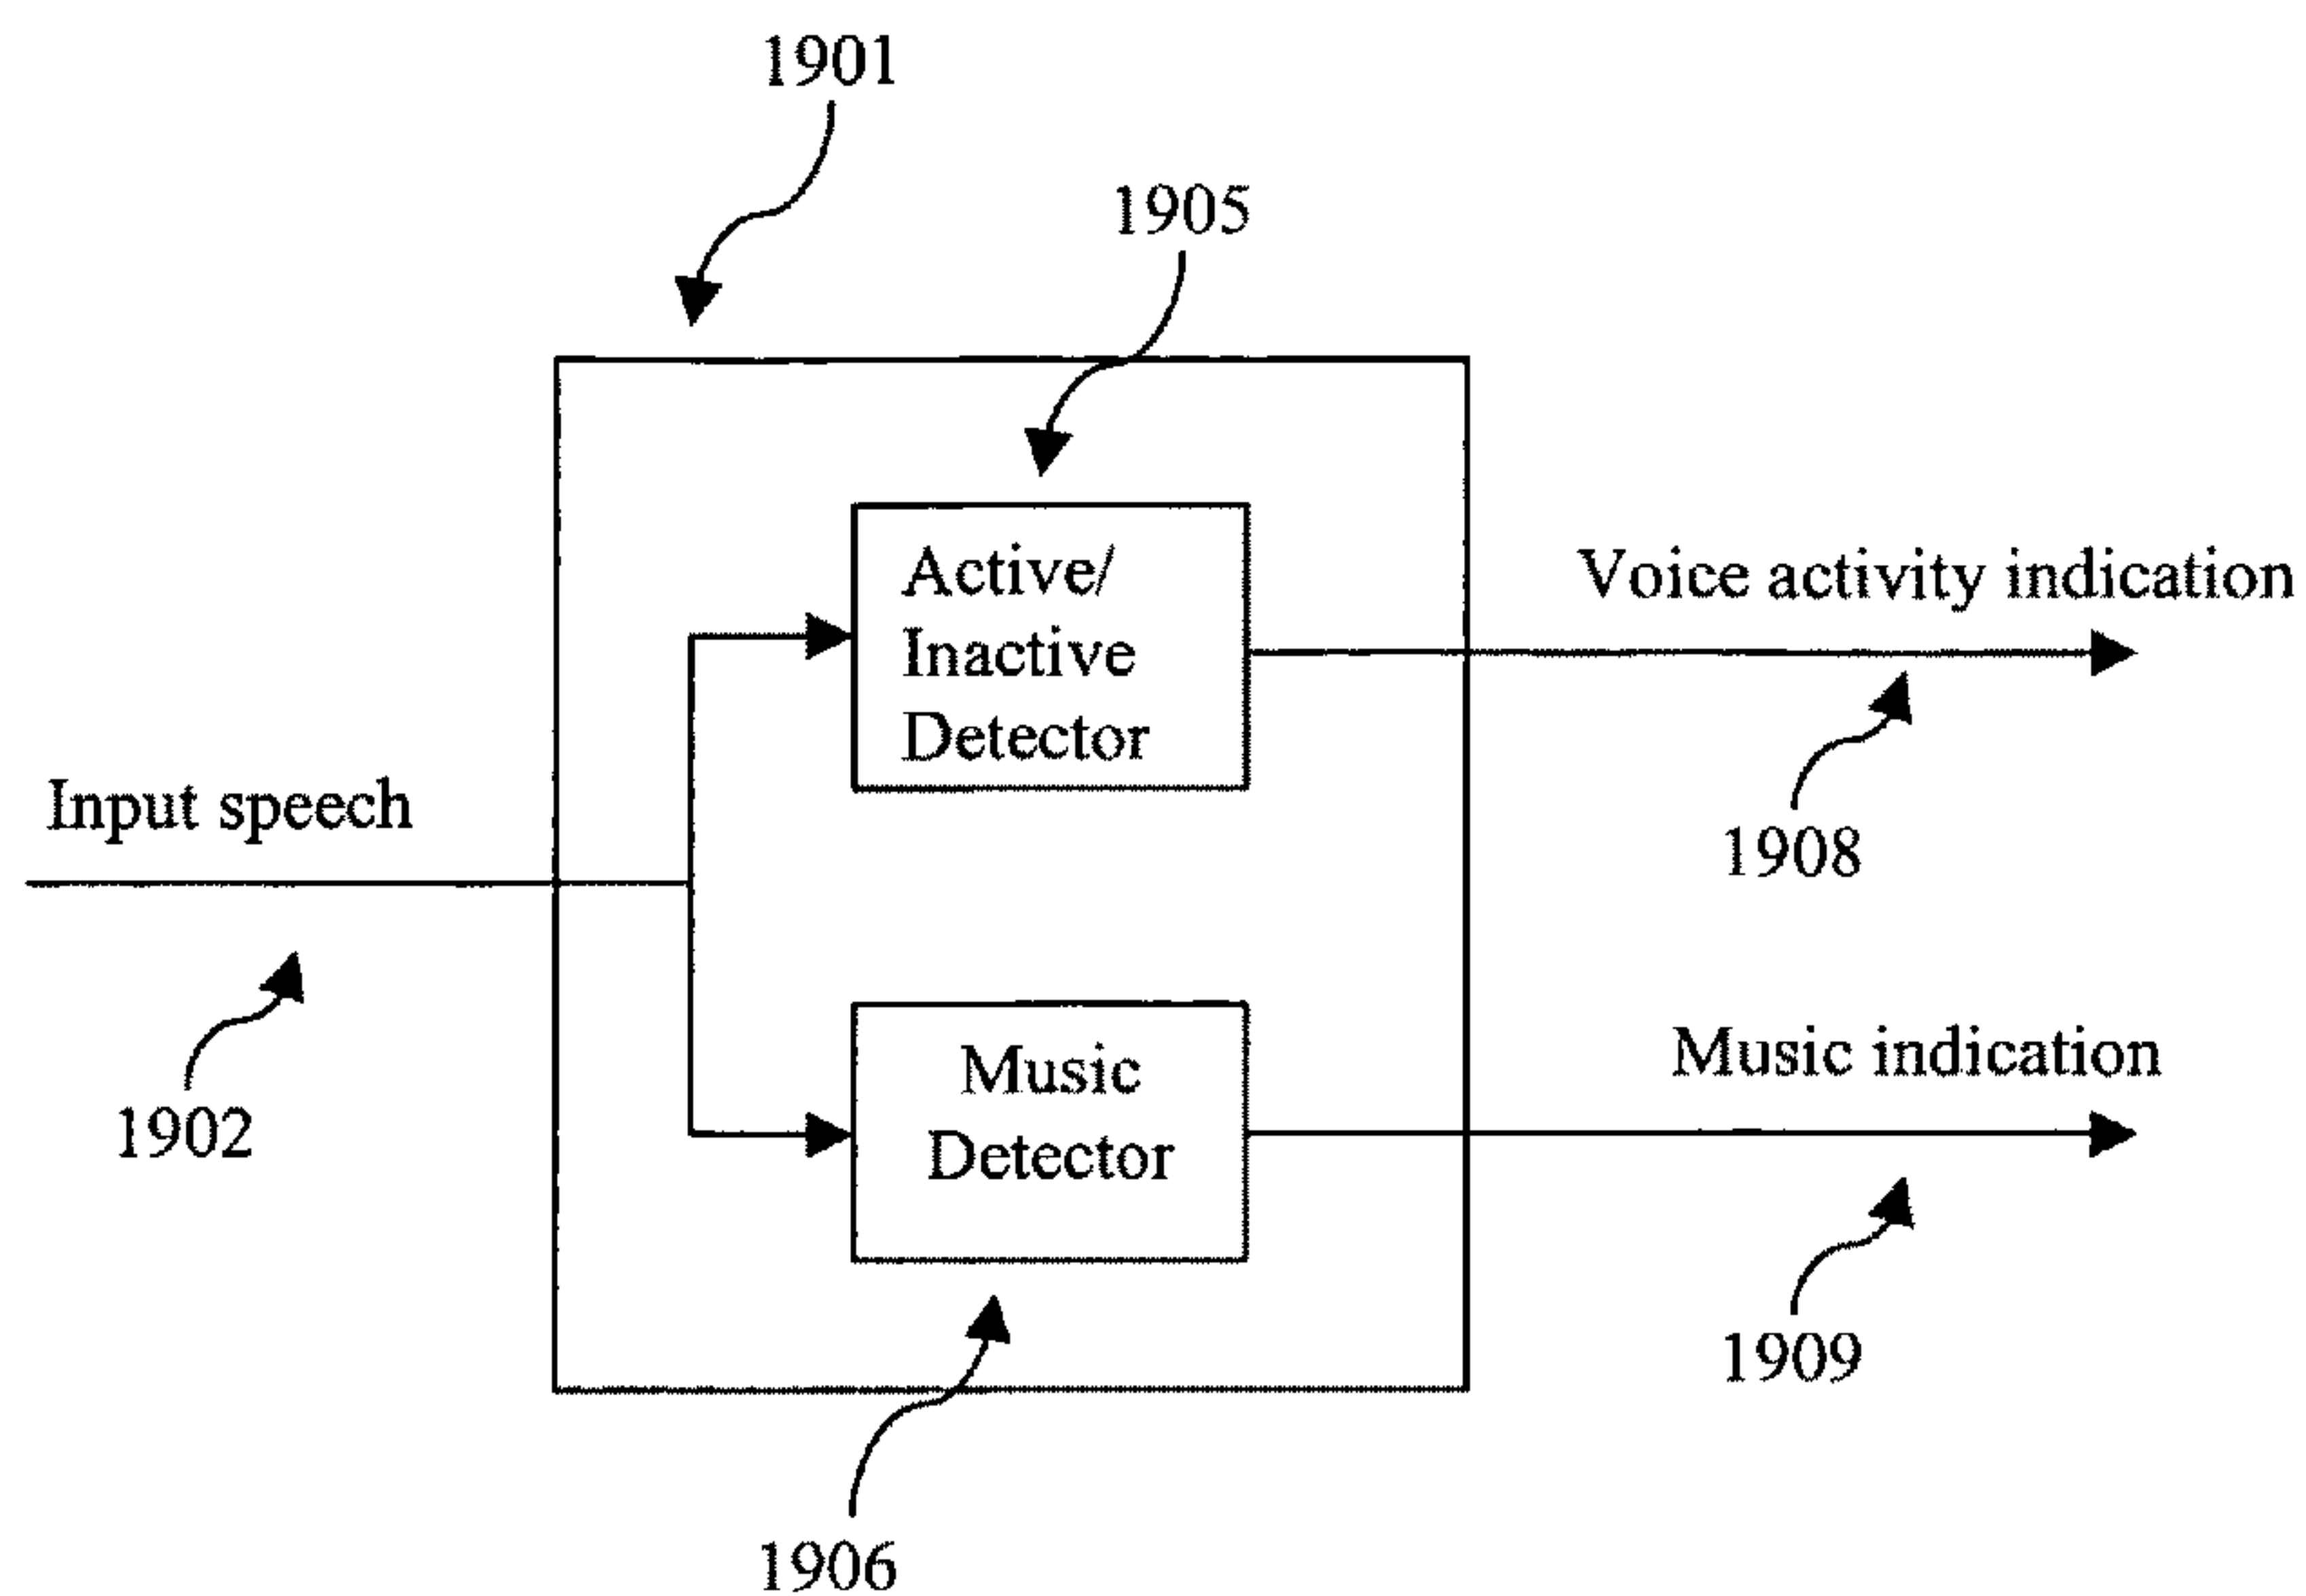 1901
1905
Active/
Inactive
Detector
Voice activity indication
1908
Input speech
1902
Music
Detector
Music indication
1909
1906